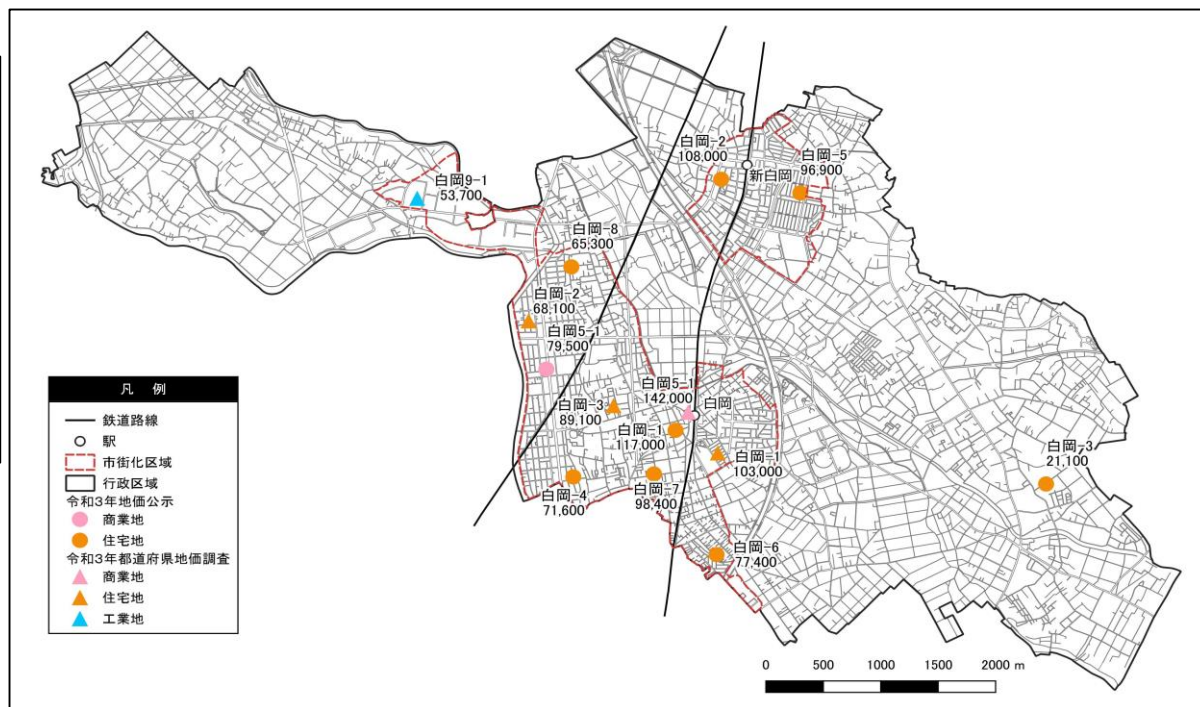 白岡-2
108,000
新白岡
白岡-5
96,900
白岡9-1
53,700
白岡-8
65,300
白岡-2
68,100
白岡5-1
79,500
白岡5-1
142,000
白岡
白岡-3
89,100
白岡-1
117,000
白岡-1
103,000
白岡-3
21,100
白岡-4
71,600
白岡-7
98,400
白岡-6
77,400
凡 例
鉄道路線
駅
市街化区域
行政区域
令和3年地価公示
商業地
住宅地
令和3年都道府県地価調査
商業地
住宅地
工業地
0 500 1000 1500 2000 m